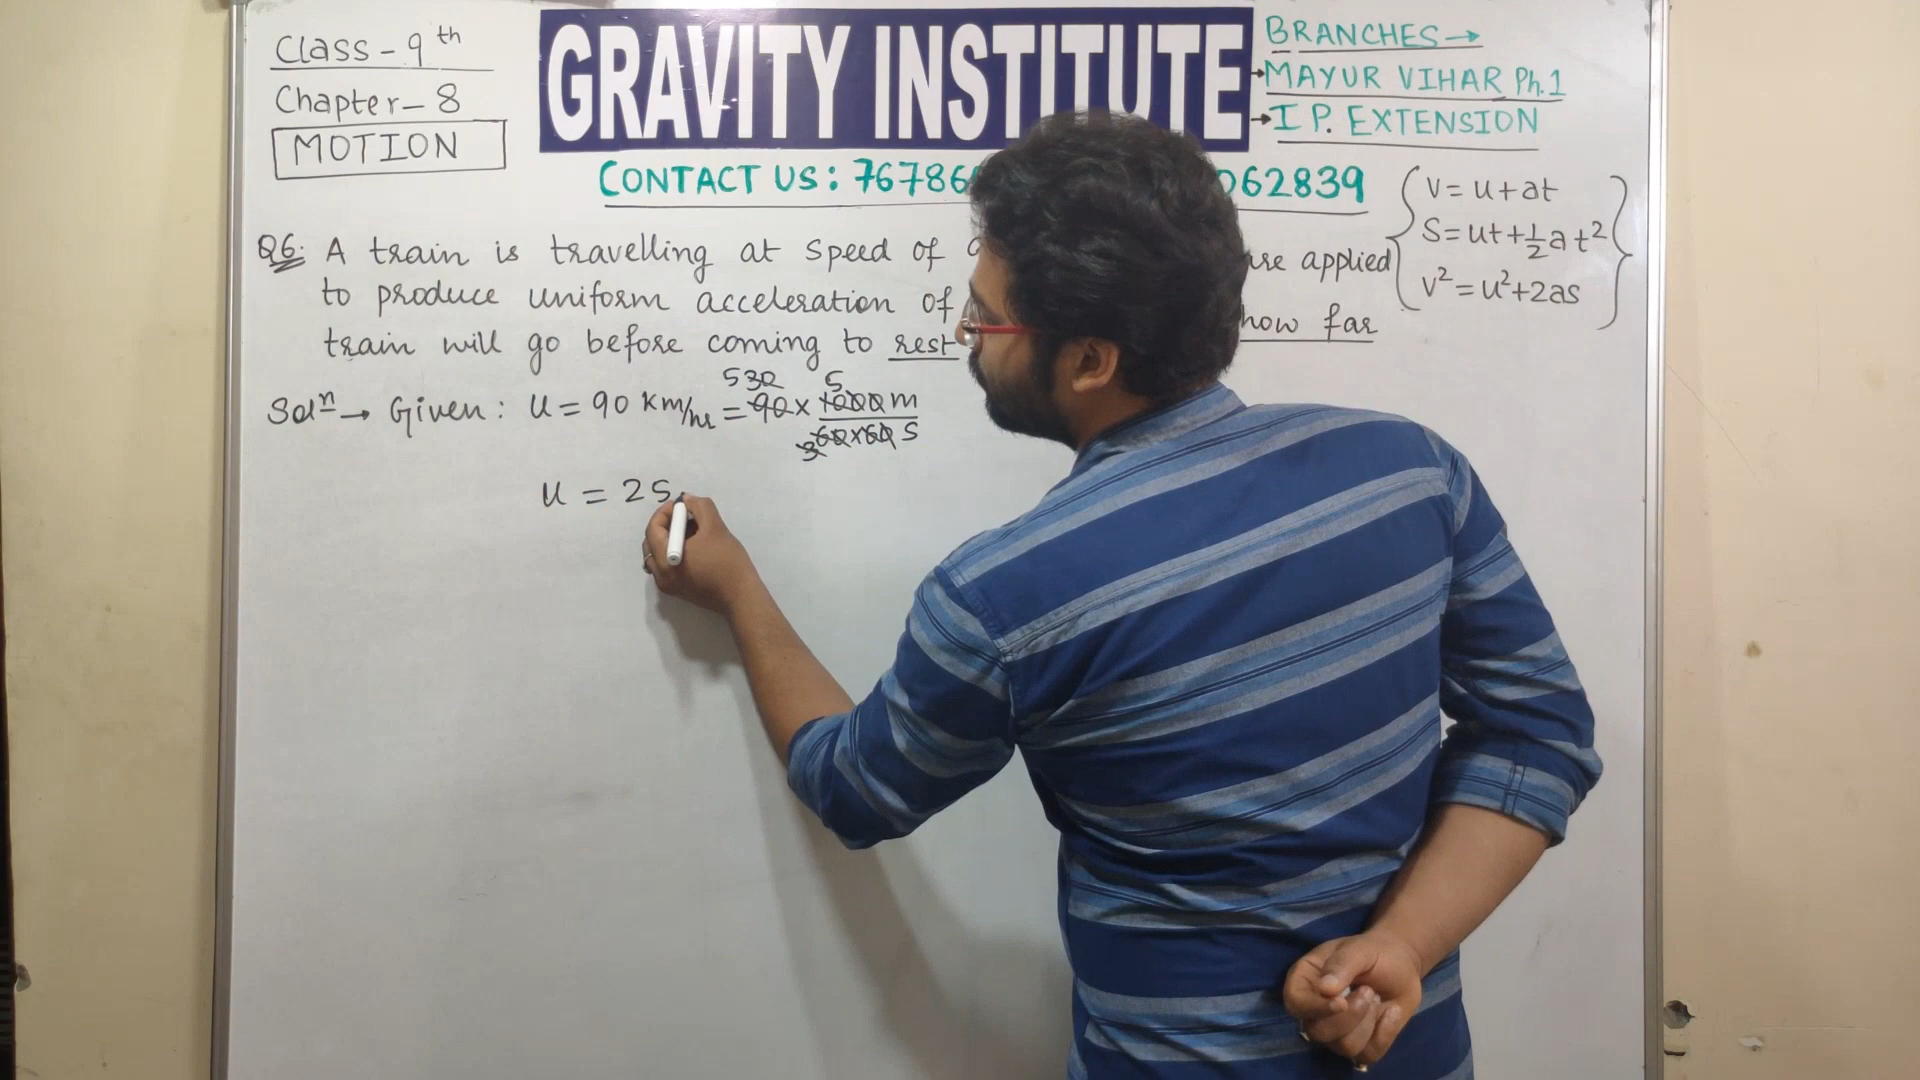 Class - 9th
Chapter - 8
MOTION
GRAVITY INSTITUTE
BRANCHES →
→ MAYUR VIHAR Ph.1
→ I P. EXTENSION
CONTACT US : 76786 062839
V = u + at
S = ut + 1/2 a t²
V² = u² + 2as
Q6. A train is travelling at speed of applied
to produce uniform acceleration of
train will go before coming to rest how far
Solⁿ → Given : u = 90 km/hr = 90 x 1000 m / 60 x 60 s
u = 25